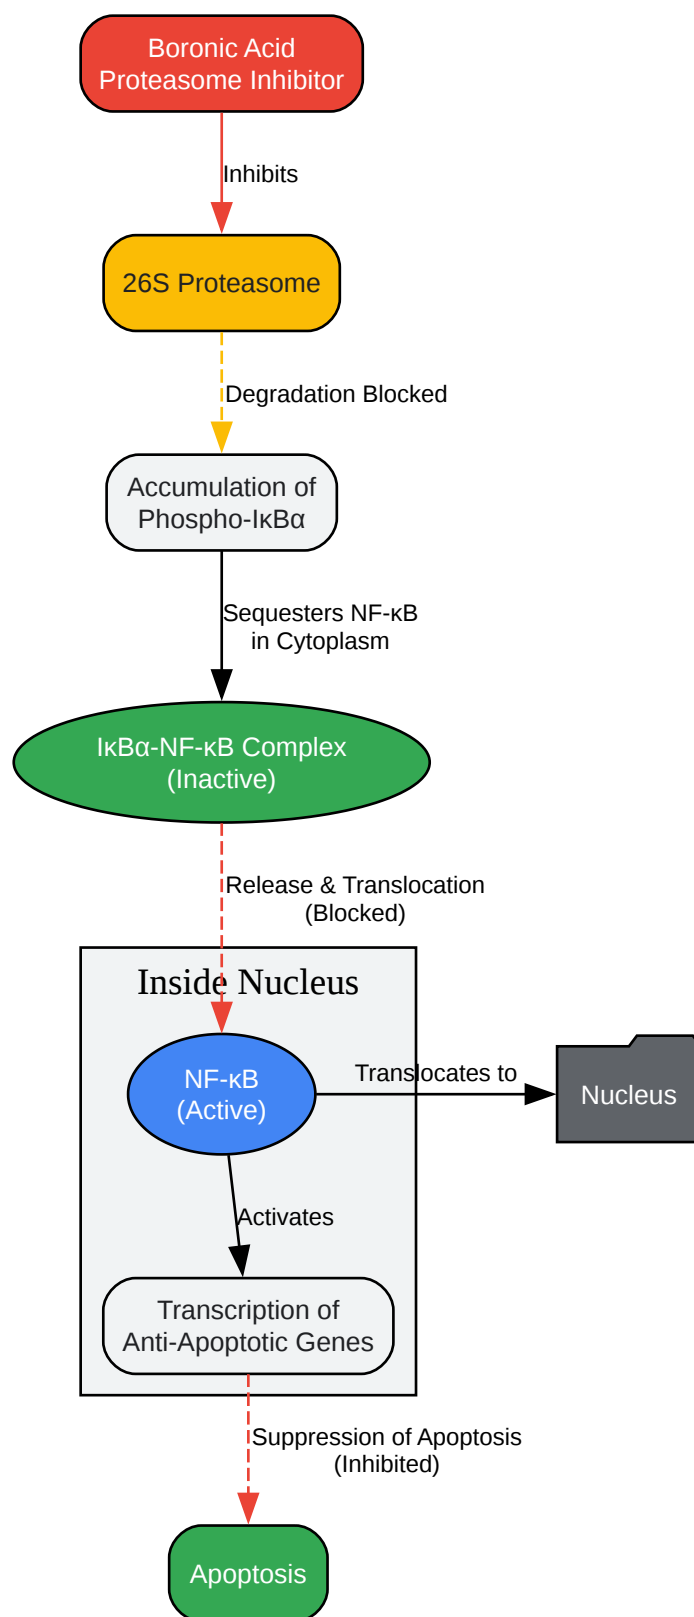 Boronic Acid
Proteasome Inhibitor
Inhibits
26S Proteasome
Degradation Blocked
Accumulation of
Phospho-IκBα
Sequesters NF-κB
in Cytoplasm
IκBα-NF-κB Complex
(Inactive)
Release & Translocation
(Blocked)
Inside Nucleus
NF-κB
(Active)
Translocates to
Nucleus
Activates
Transcription of
Anti-Apoptotic Genes
Suppression of Apoptosis
(Inhibited)
Apoptosis